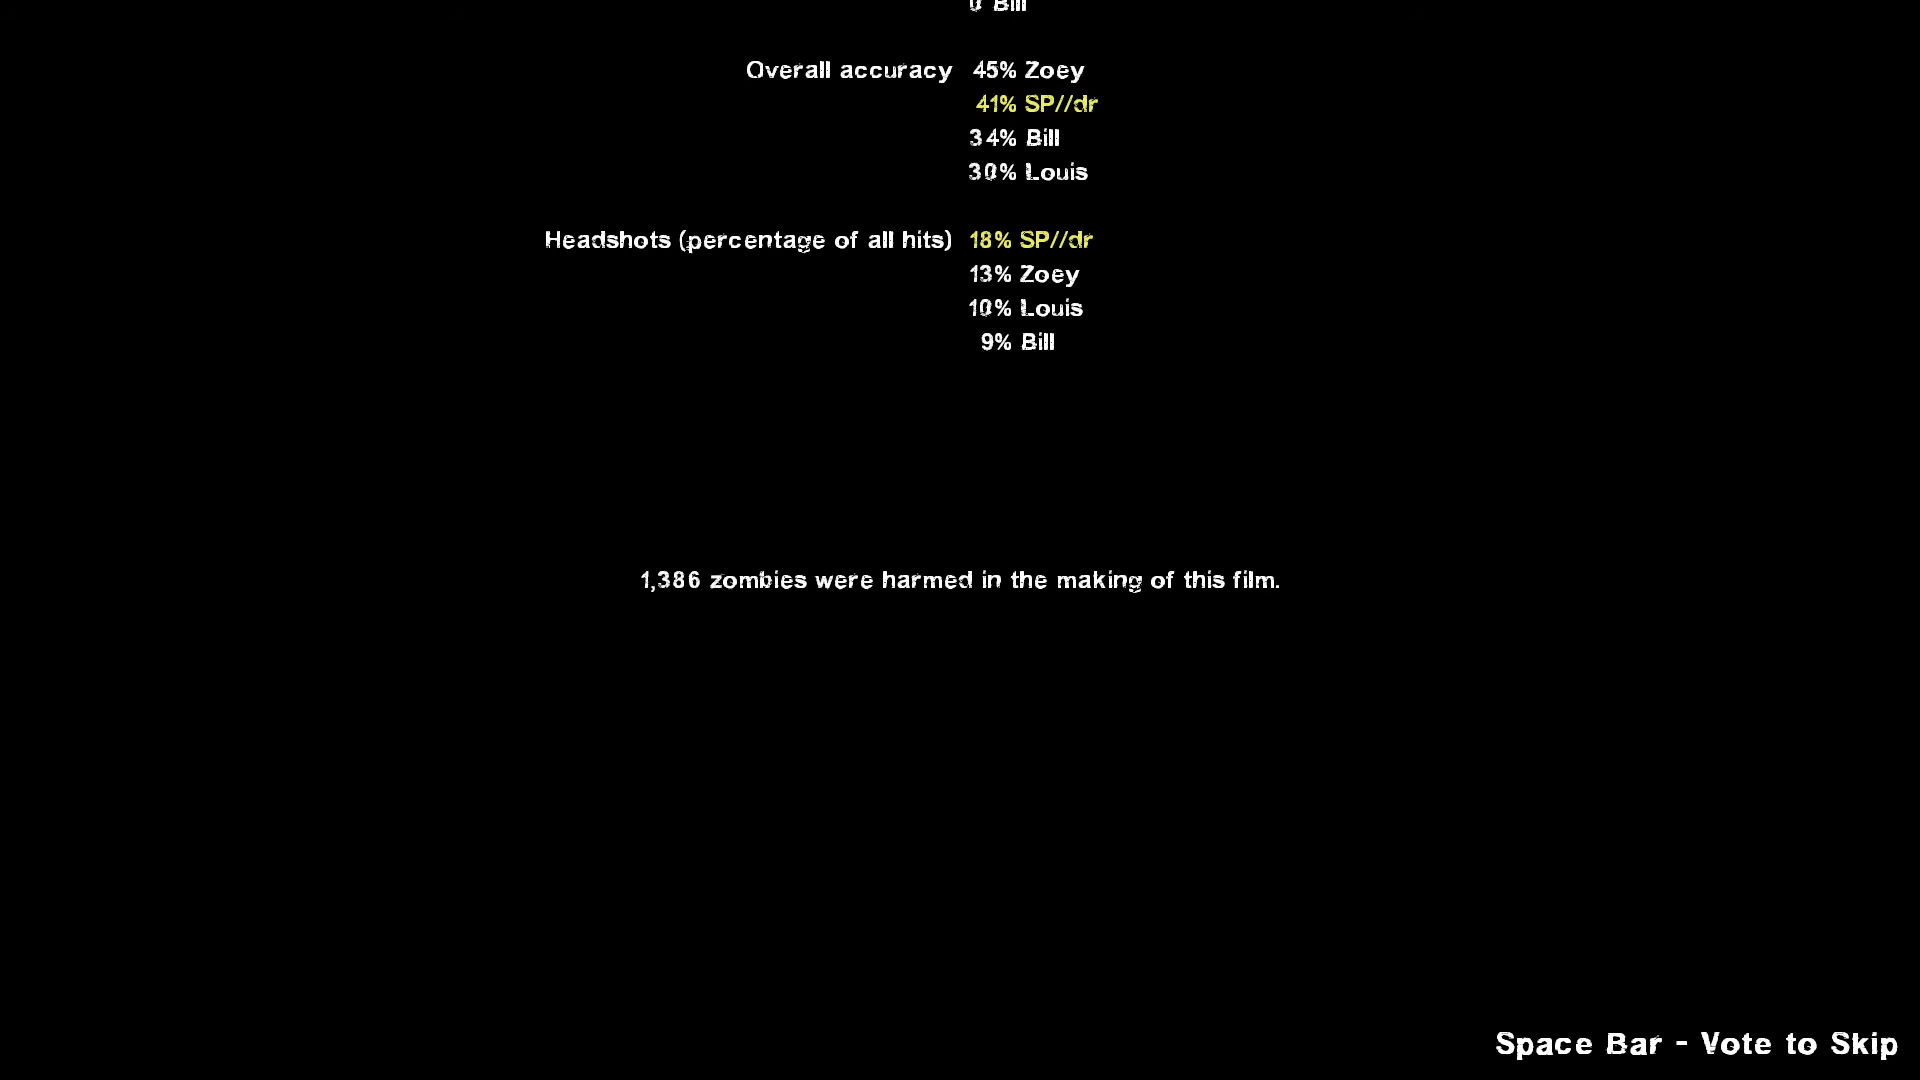 0 Bill
Overall accuracy 45% Zoey
41% SP//dr
34% Bill
30% Louis
Headshots (percentage of all hits) 18% SP//dr
13% Zoey
10% Louis
9% Bill
1,386 zombies were harmed in the making of this film.
Space Bar - Vote to Skip